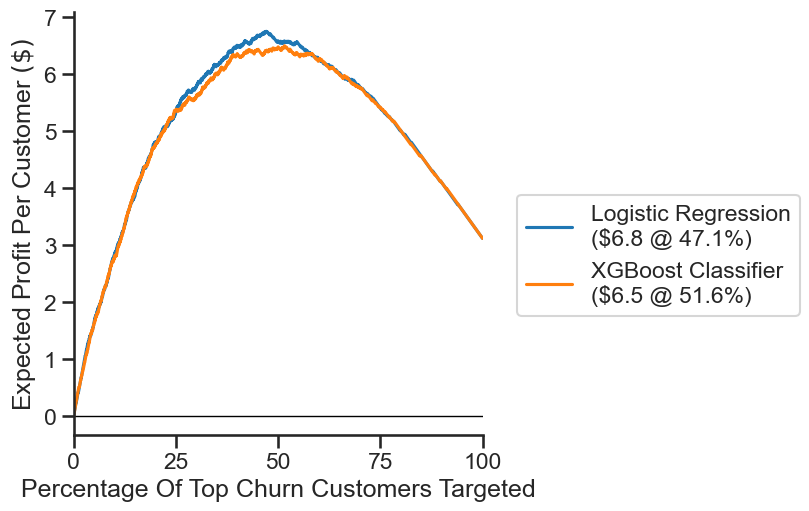 Expected Profit Per Customer ($)
7
6
5
4
3
2
1
0
0 25 50 75 100
Percentage Of Top Churn Customers Targeted
Logistic Regression
($6.8 @ 47.1%)
XGBoost Classifier
($6.5 @ 51.6%)